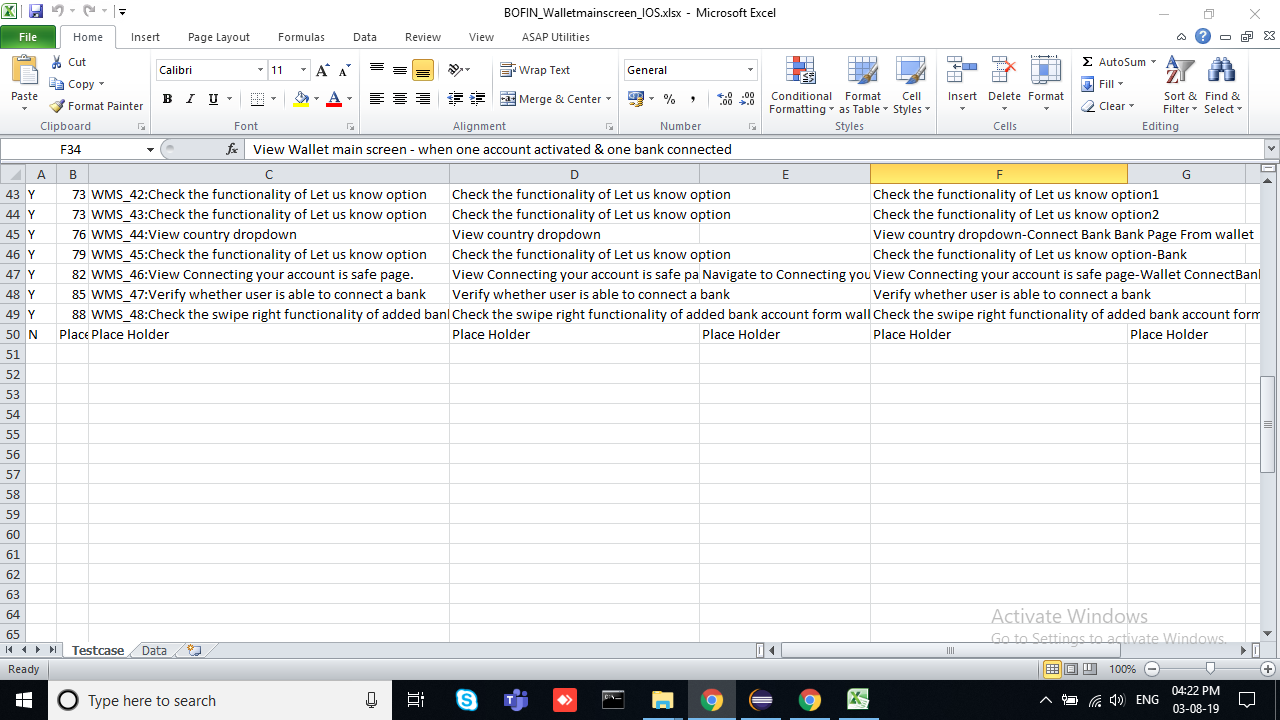 BOFIN_Walletmainscreen_IOS.xlsx - Microsoft Excel
File Home Insert Page Layout Formulas Data Review View ASAP Utilities
Paste Cut Copy Format Painter Clipboard
Calibri 11 A A B I U A Font
Wrap Text Merge & Center Alignment
General % , .00 .00 Number
Conditional Formatting Format as Table Cell Styles Styles
Insert Delete Format Cells
Σ AutoSum Fill Clear Sort & Filter Find & Select Editing
F34 fx View Wallet main screen - when one account activated & one bank connected
A B C D E F G
43 Y 73 WMS_42:Check the functionality of Let us know option Check the functionality of Let us know option Check the functionality of Let us know option1
44 Y 73 WMS_43:Check the functionality of Let us know option Check the functionality of Let us know option Check the functionality of Let us know option2
45 Y 76 WMS_44:View country dropdown View country dropdown View country dropdown-Connect Bank Bank Page From wallet
46 Y 79 WMS_45:Check the functionality of Let us know option Check the functionality of Let us know option Check the functionality of Let us know option-Bank
47 Y 82 WMS_46:View Connecting your account is safe page. View Connecting your account is safe pa Navigate to Connecting you View Connecting your account is safe page-Wallet ConnectBank
48 Y 85 WMS_47:Verify whether user is able to connect a bank Verify whether user is able to connect a bank Verify whether user is able to connect a bank
49 Y 88 WMS_48:Check the swipe right functionality of added bank Check the swipe right functionality of added bank account form wall Check the swipe right functionality of added bank account form
50 N Place Place Holder Place Holder Place Holder Place Holder Place Holder
51
52
53
54
55
56
57
58
59
60
61
62
63
64
65
Activate Windows
Go to Settings to activate Windows.
Testcase Data
Ready 100%
Type here to search ENG 04:22 PM
03-08-19